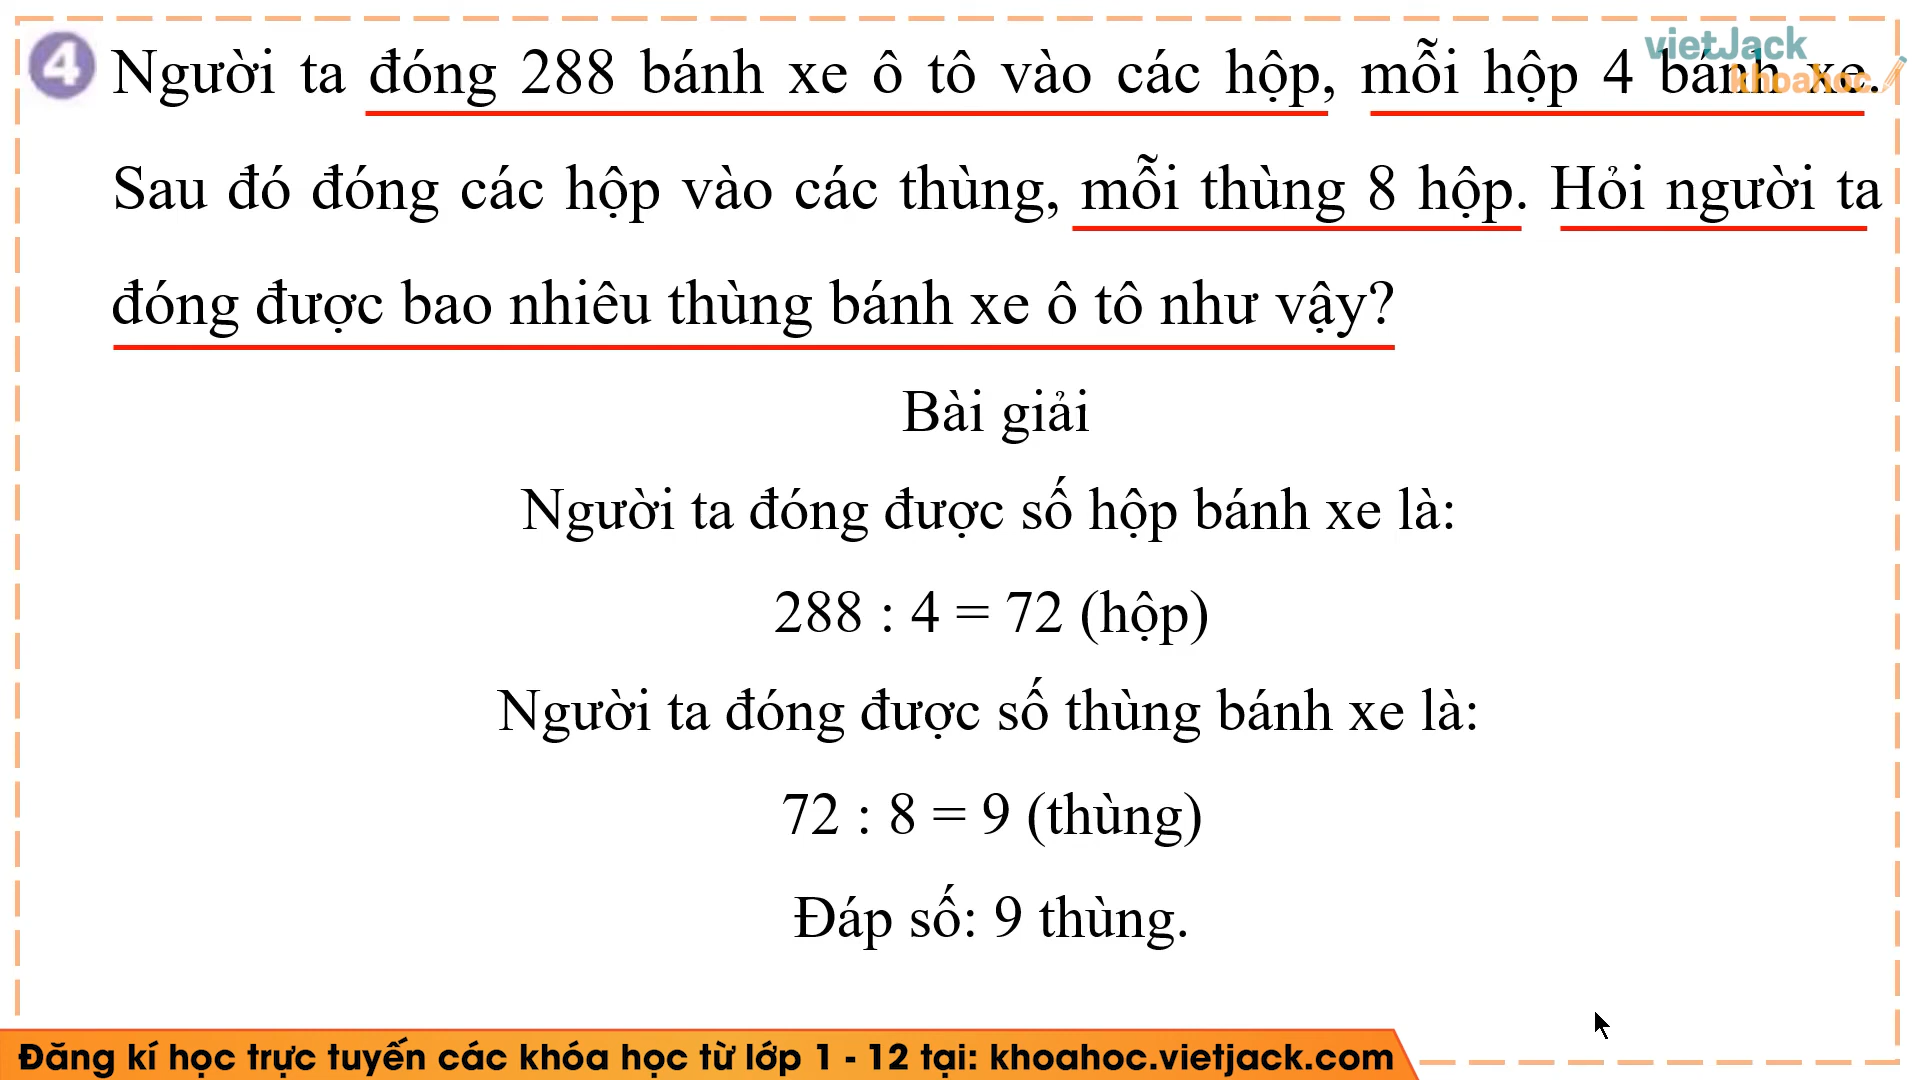 vietJack
khoahoc
4 Người ta đóng 288 bánh xe ô tô vào các hộp, mỗi hộp 4 bánh xe.
Sau đó đóng các hộp vào các thùng, mỗi thùng 8 hộp. Hỏi người ta
đóng được bao nhiêu thùng bánh xe ô tô như vậy?
Bài giải
Người ta đóng được số hộp bánh xe là:
288 : 4 = 72 (hộp)
Người ta đóng được số thùng bánh xe là:
72 : 8 = 9 (thùng)
Đáp số: 9 thùng.
Đăng kí học trực tuyến các khóa học từ lớp 1 - 12 tại: khoahoc.vietjack.com